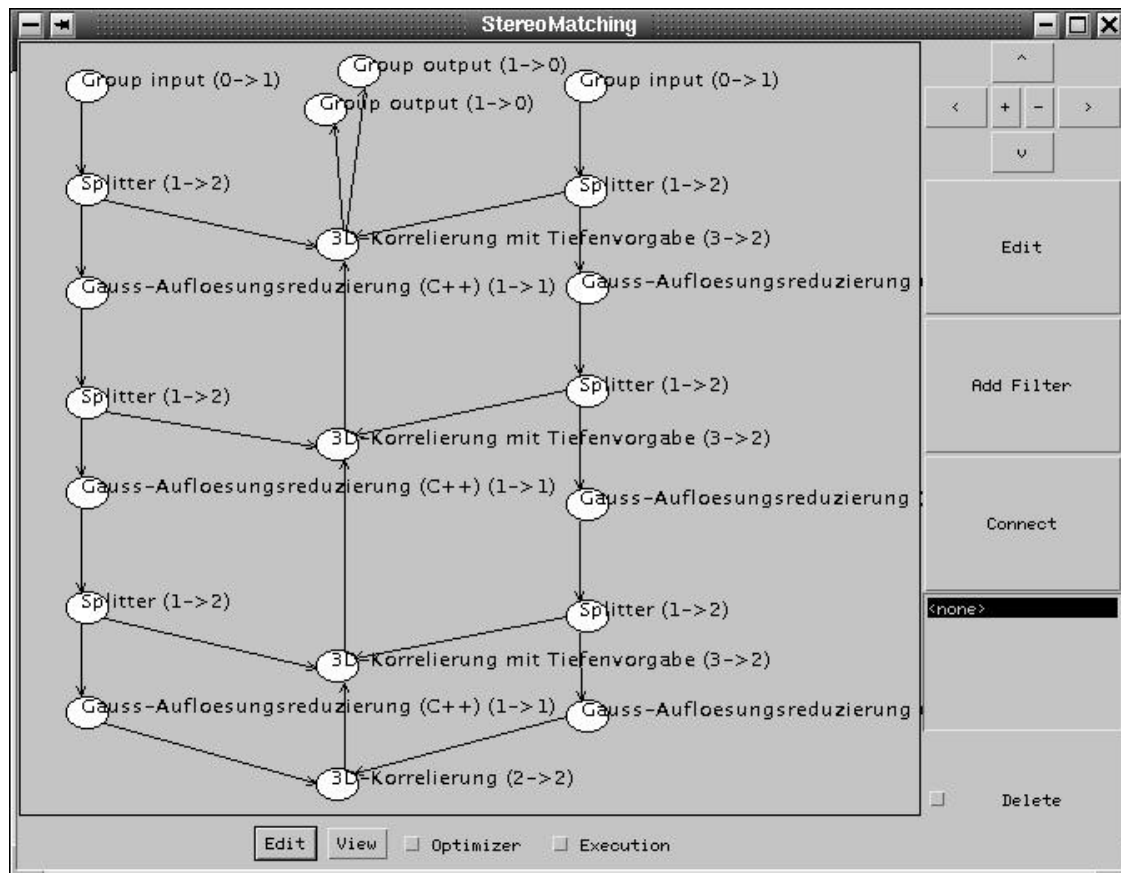 StereoMatching
Group output (1->0)
Group input (0->1)
Group input (0->1)
Group output (1->0)
Splitter (1->2)
Splitter (1->2)
3D-Korrelierung mit Tiefenvorgabe (3->2)
Gauss-Aufloesungsreduzierung (C++) (1->1)
Gauss-Aufloesungsreduzierung
Splitter (1->2)
Splitter (1->2)
3D-Korrelierung mit Tiefenvorgabe (3->2)
Gauss-Aufloesungsreduzierung (C++) (1->1)
Gauss-Aufloesungsreduzierung
Splitter (1->2)
Splitter (1->2)
3D-Korrelierung mit Tiefenvorgabe (3->2)
Gauss-Aufloesungsreduzierung (C++) (1->1)
Gauss-Aufloesungsreduzierung
3D-Korrelierung (2->2)
^
< + - >
v
Edit
Add Filter
Connect
<none>
Delete
Edit View Optimizer Execution